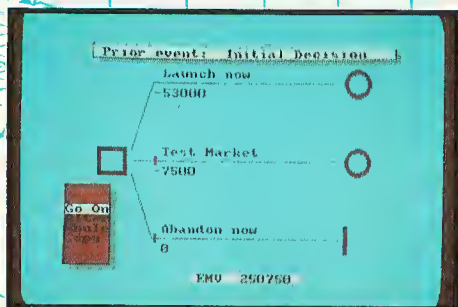 Prior event: Initial Decision
Launch now
-53000
Test Market
-7500
Abandon now
0
Go On
EMV 250750